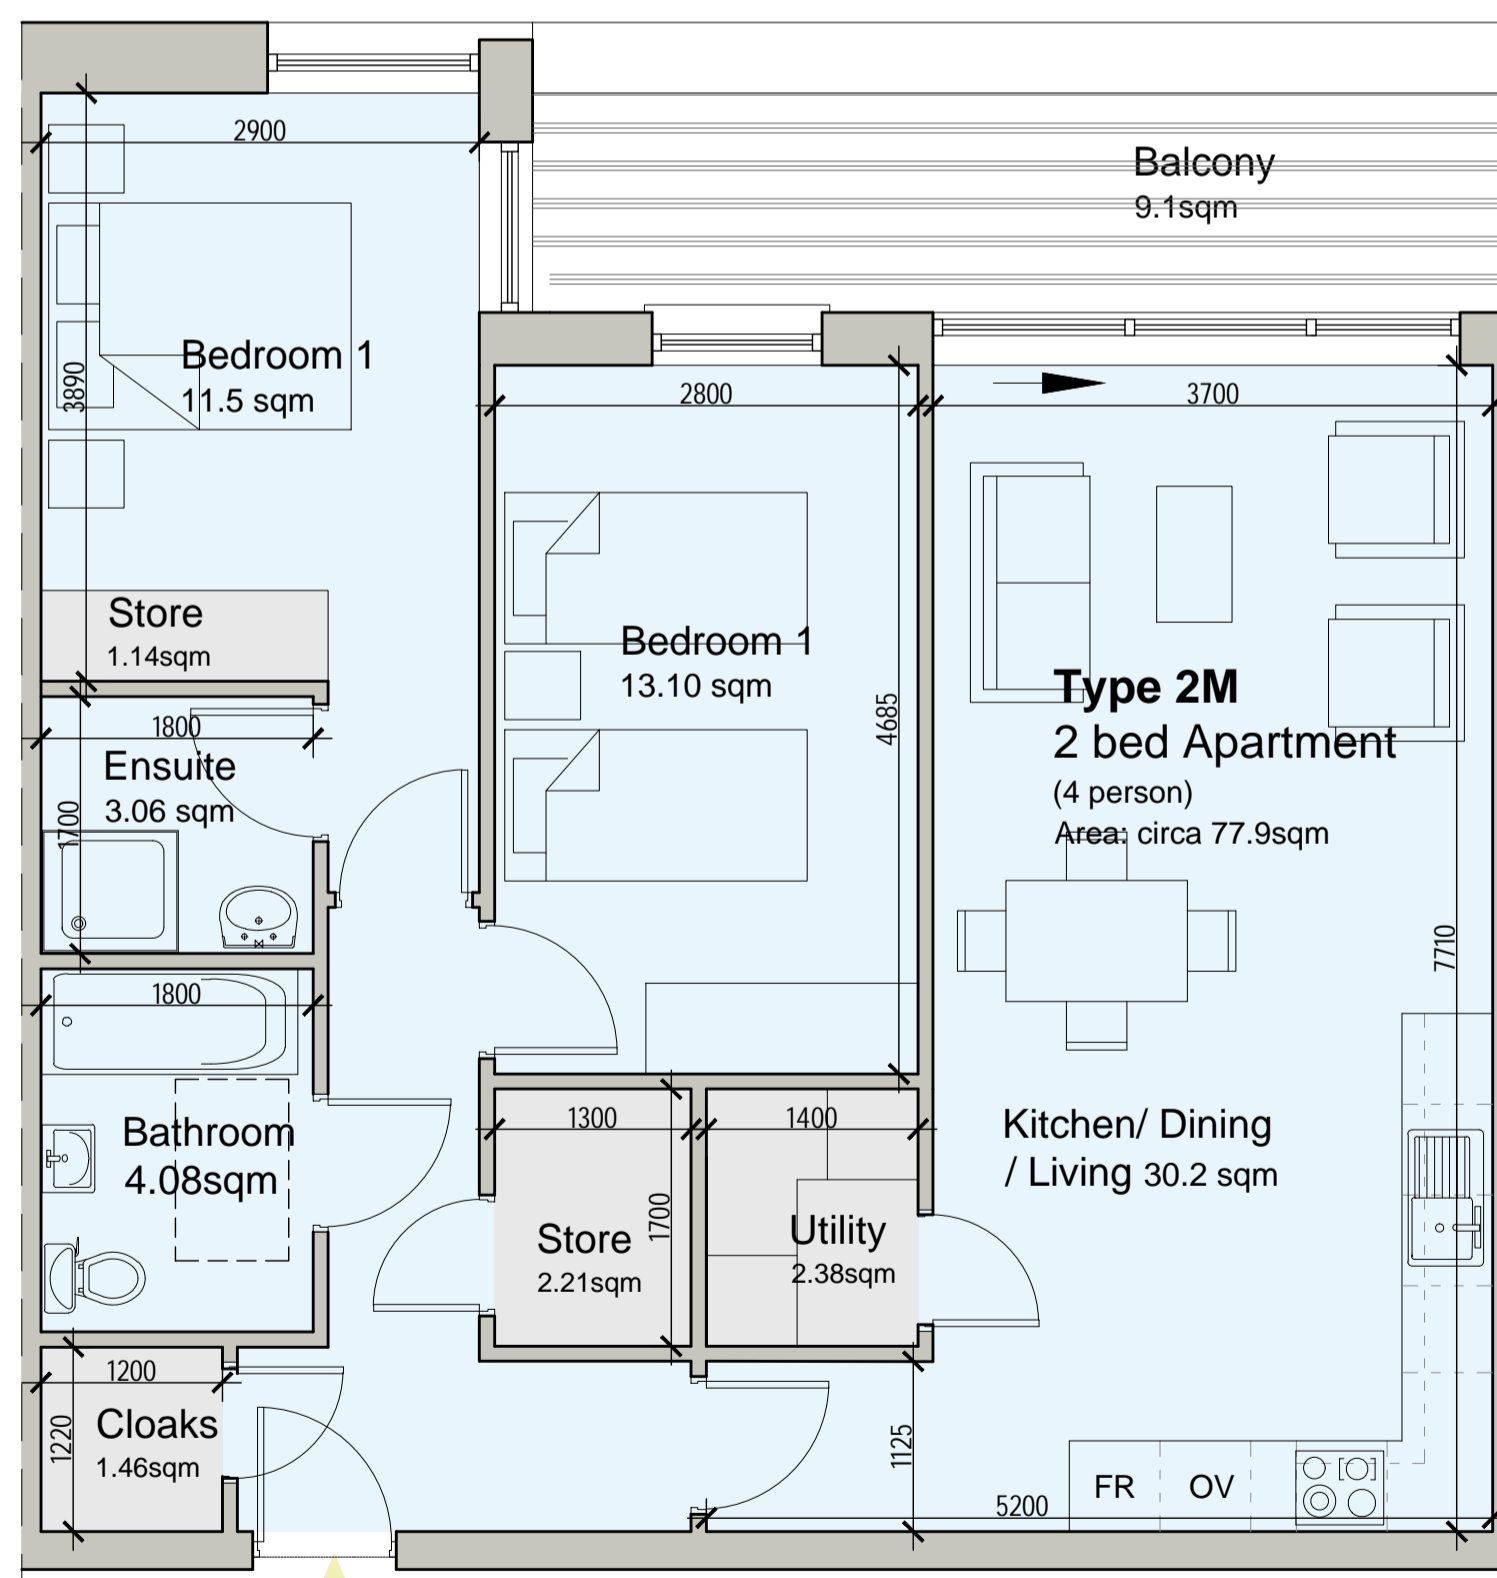 2900
Balcony
9.1sqm
3890
Bedroom 1
11.5 sqm
2800
3700
Store
1.14sqm
Bedroom 1
13.10 sqm
4685
Type 2M
2 bed Apartment
(4 person)
Area: circa 77.9sqm
1800
Ensuite
3.06 sqm
1700
7710
1800
Bathroom
4.08sqm
1300
1400
Kitchen/ Dining
/ Living 30.2 sqm
Store
2.21sqm
1700
Utility
2.38sqm
1200
Cloaks
1.46sqm
1220
1125
FR
OV
5200